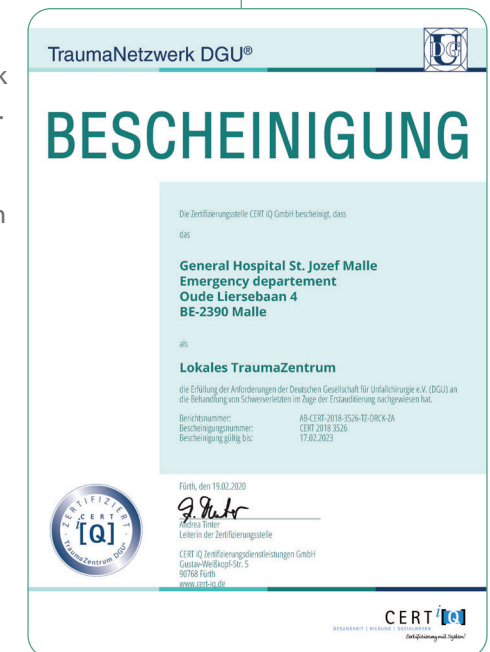 k
.
n
TraumaNetzwerk DGU®
DGU
BESCHEINIGUNG
Die Zertifizierungsstelle CERT iQ GmbH bescheinigt, dass
das
General Hospital St. Jozef Malle
Emergency departement
Oude Liersebaan 4
BE-2390 Malle
als
Lokales TraumaZentrum
die Erfüllung der Anforderungen der Deutschen Gesellschaft für Unfallchirurgie e.V. (DGU) an
die Behandlung von Schwerverletzten im Zuge der Erstauditierung nachgewiesen hat.
Berichtsnummer: AB-CERT-2018-3526-TZ-DRCK-ZA
Bescheinigungsnummer: CERT 2018 3526
Bescheinigung gültig bis: 17.02.2023
Fürth, den 19.02.2020
Andrea Tinter
Leiterin der Zertifizierungsstelle
CERT iQ Zertifizierungsdienstleistungen GmbH
Gustav-Weißkopf-Str. 5
90768 Fürth
www.cert-iq.de
ZERTIFIZIERT
CERT
iQ
TraumaZentrum DGU®
CERT iQ
GESUNDHEIT | BILDUNG | SOZIALWESEN
Zertifizierung mit System!